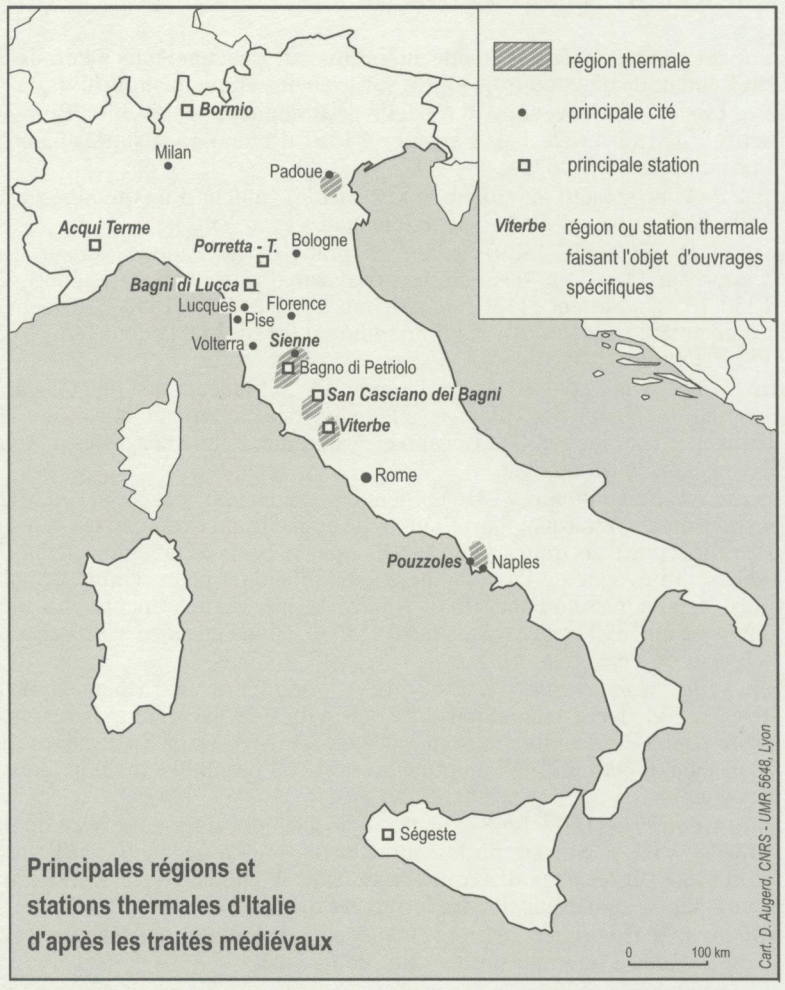 région thermale
principale cité
principale station
Viterbe région ou station thermale
faisant l'objet d'ouvrages
spécifiques
Bormio
Milan
Padoue
Acqui Terme
Porretta - T.
Bologne
Bagni di Lucca
Lucques
Florence
Pise
Volterra
Sienne
Bagno di Petriolo
San Casciano dei Bagni
Viterbe
Rome
Pouzzoles
Naples
Ségeste
Principales régions et
stations thermales d'Italie
d'après les traités médiévaux
0 100 km
Cart. D. Augerd, CNRS - UMR 5648, Lyon